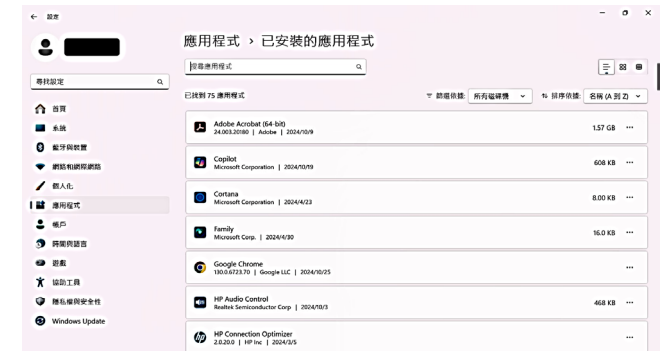 設定
應用程式 › 已安裝的應用程式
搜尋應用程式
尋找設定
已找到 75 應用程式
篩選依據: 所有磁碟機
排序依據: 名稱 (A 到 Z)
首頁
系統
藍牙與裝置
網路和網際網路
個人化
應用程式
帳戶
時間與語言
遊戲
協助工具
隱私權與安全性
Windows Update
Adobe Acrobat (64-bit)
24.003.20180 | Adobe | 2024/10/9
1.57 GB
Copilot
Microsoft Corporation | 2024/10/19
608 KB
Cortana
Microsoft Corporation | 2024/4/23
8.00 KB
Family
Microsoft Corp. | 2024/4/30
16.0 KB
Google Chrome
130.0.6723.70 | Google LLC | 2024/10/25
HP Audio Control
Realtek Semiconductor Corp | 2024/10/3
468 KB
HP Connection Optimizer
2.0.20.0 | HP Inc | 2024/3/5